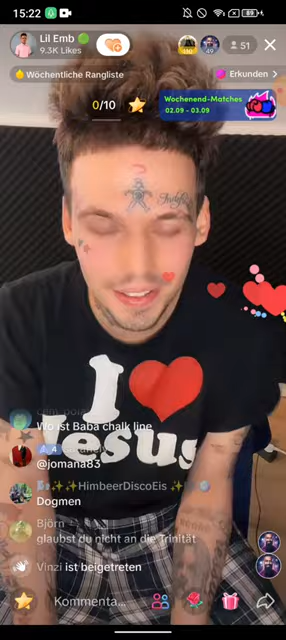 15:22
89
Lil Emb
9.3K Likes
49
51
Wöchentliche Rangliste
Erkunden >
0/10
Wochenend-Matches
02.09 - 03.09
I
Jesus
Wo ist Baba chalk line
@jomana83
HimbeerDiscoEis
Dogmen
Björn
glaubst du nicht an die Trinität
Vinzi ist beigetreten
Kommenta...